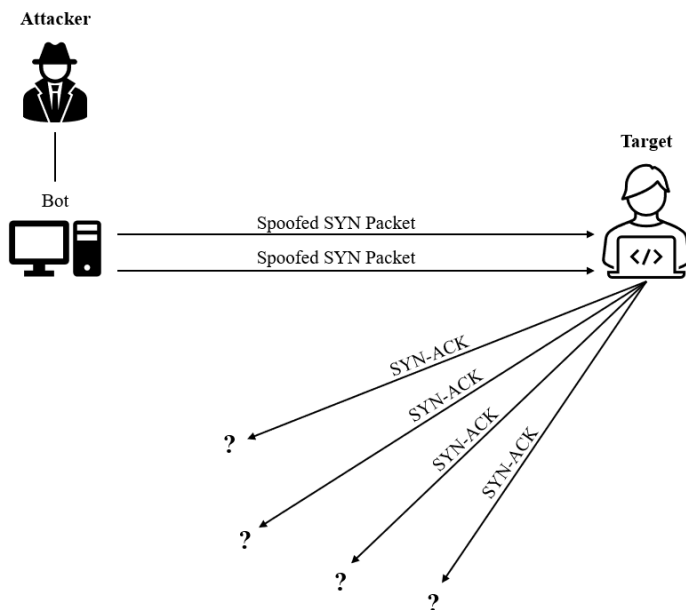 Attacker
Target
Bot
Spoofed SYN Packet
Spoofed SYN Packet
</>
SYN-ACK
SYN-ACK
SYN-ACK
SYN-ACK
?
?
?
?